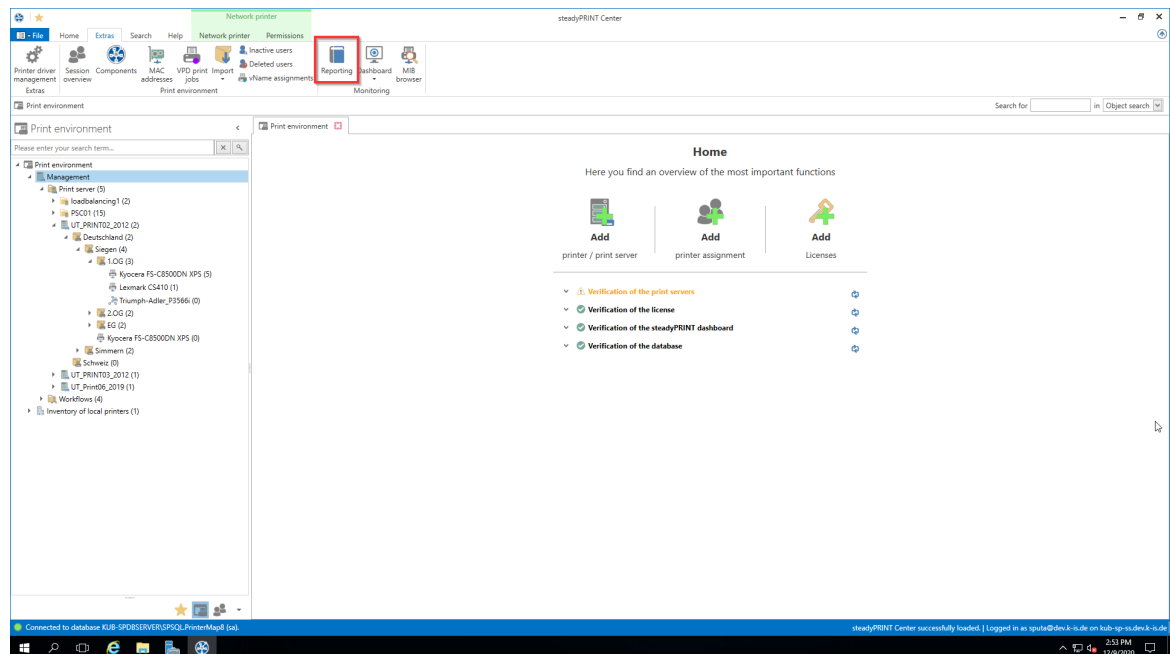 Network printer
steadyPRINT Center
File Home Extras Search Help Network printer Permissions
Printer driver management
Session overview
Components
MAC addresses
VPD print jobs
Import
Inactive users
Deleted users
vName assignments
Reporting
Dashboard
MIB browser
Extras
Print environment
Monitoring
Print environment
Search for
in Object search
Print environment
Please enter your search term...
Print environment
Management
Print server (5)
loadbalancing1 (2)
PSC01 (15)
UT_PRINT02_2012 (2)
Deutschland (2)
Siegen (4)
1.OG (3)
Kyocera FS-C8500DN XPS (5)
Lexmark CS410 (1)
Triumph-Adler_P3566i (0)
2.OG (2)
EG (2)
Kyocera FS-C8500DN XPS (0)
Simmern (2)
Schweiz (0)
UT_PRINT03_2012 (1)
UT_Print06_2019 (1)
Workflows (4)
Inventory of local printers (1)
Print environment
Home
Here you find an overview of the most important functions
Add
printer / print server
Add
printer assignment
Add
Licenses
Verification of the print servers
Verification of the license
Verification of the steadyPRINT dashboard
Verification of the database
Connected to database KUB-SPDBSERVER\SPSQL.PrinterMap8 (sa).
steadyPRINT Center successfully loaded. | Logged in as sputa@dev.k-is.de on kub-sp-ss.dev.k-is.de
2:53 PM
12/9/2020